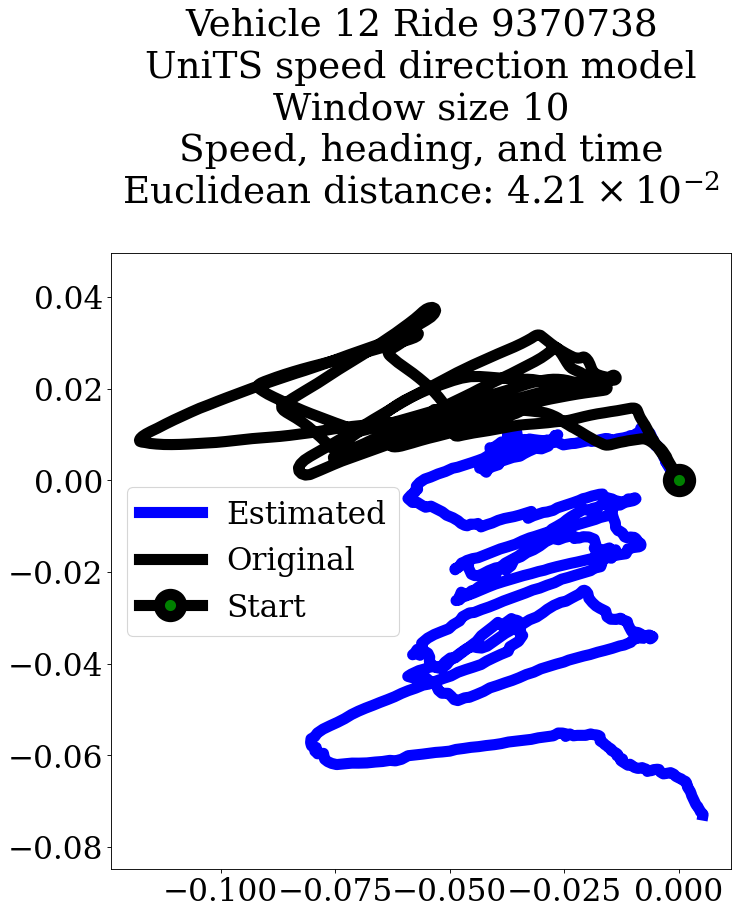 Vehicle 12 Ride 9370738
UniTS speed direction model
Window size 10
Speed, heading, and time
Euclidean distance: 4.21 × 10⁻²
0.04
0.02
0.00
−0.02
−0.04
−0.06
−0.08
Estimated
Original
Start
−0.100 −0.075 −0.050 −0.025 0.000